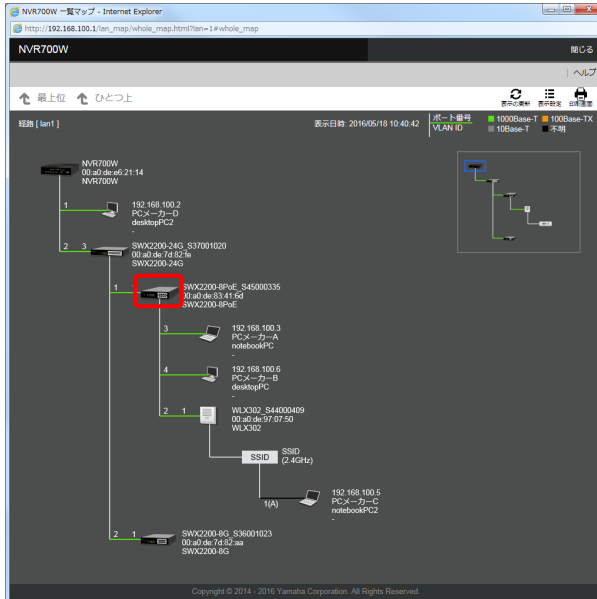 NVR700W 一覧マップ - Internet Explorer
http://192.168.100.1/lan_map/whole_map.html?lan=1#whole_map
NVR700W
閉じる
ヘルプ
最上位 ひとつ上
表示の更新 表示設定 印刷画面
経路 [ lan1 ]
表示日時: 2016/05/18 10:40:42
ポート番号
VLAN ID
1000Base-T 100Base-TX
10Base-T 不明
NVR700W
00:a0:de:e6:21:14
NVR700W
1
192.168.100.2
PCメーカーD
desktopPC2
-
2 3
SWX2200-24G_S37001020
00:a0:de:7d:82:fe
SWX2200-24G
1 1
SWX2200-8PoE_S45000335
00:a0:de:83:41:6d
SWX2200-8PoE
3
192.168.100.3
PCメーカーA
notebookPC
-
4
192.168.100.6
PCメーカーB
desktopPC
-
2 1
WLX302_S44000409
00:a0:de:97:07:50
WLX302
SSID
SSID
(2.4GHz)
1(A)
192.168.100.5
PCメーカーC
notebookPC2
-
2 1
SWX2200-8G_S36001023
00:a0:de:7d:82:aa
SWX2200-8G
Copyright © 2014 - 2016 Yamaha Corporation. All Rights Reserved.